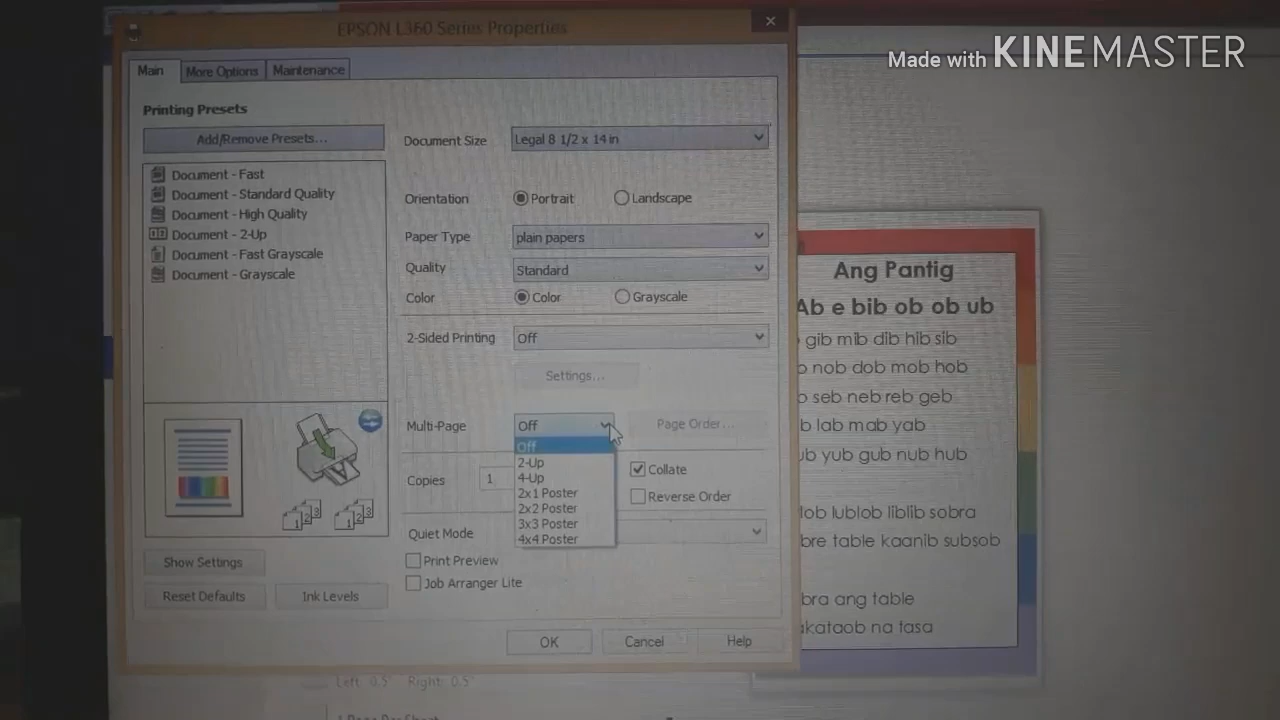 EPSON L360 Series Properties
Made with KINEMASTER
Main More Options Maintenance
Printing Presets
Add/Remove Presets...
Document - Fast
Document - Standard Quality
Document - High Quality
Document - 2-Up
Document - Fast Grayscale
Document - Grayscale
Show Settings
Reset Defaults Ink Levels
Document Size Legal 8 1/2 x 14 in
Orientation Portrait Landscape
Paper Type plain papers
Quality Standard
Color Color Grayscale
2-Sided Printing Off
Settings...
Multi-Page Off Page Order...
Off
2-Up
4-Up
2x1 Poster
2x2 Poster
3x3 Poster
4x4 Poster
Copies 1 Collate
Reverse Order
Quiet Mode
Print Preview
Job Arranger Lite
OK Cancel Help
Left: 0.5" Right: 0.5"
Ang Pantig
Ab e bib ob ob ub
gib mib dib hib sib
nob dob mob hob
seb neb reb geb
lab mab yab
yub gub nub hub
lob lublob liblib sobra
table kaanib subsob
ang table
na tasa